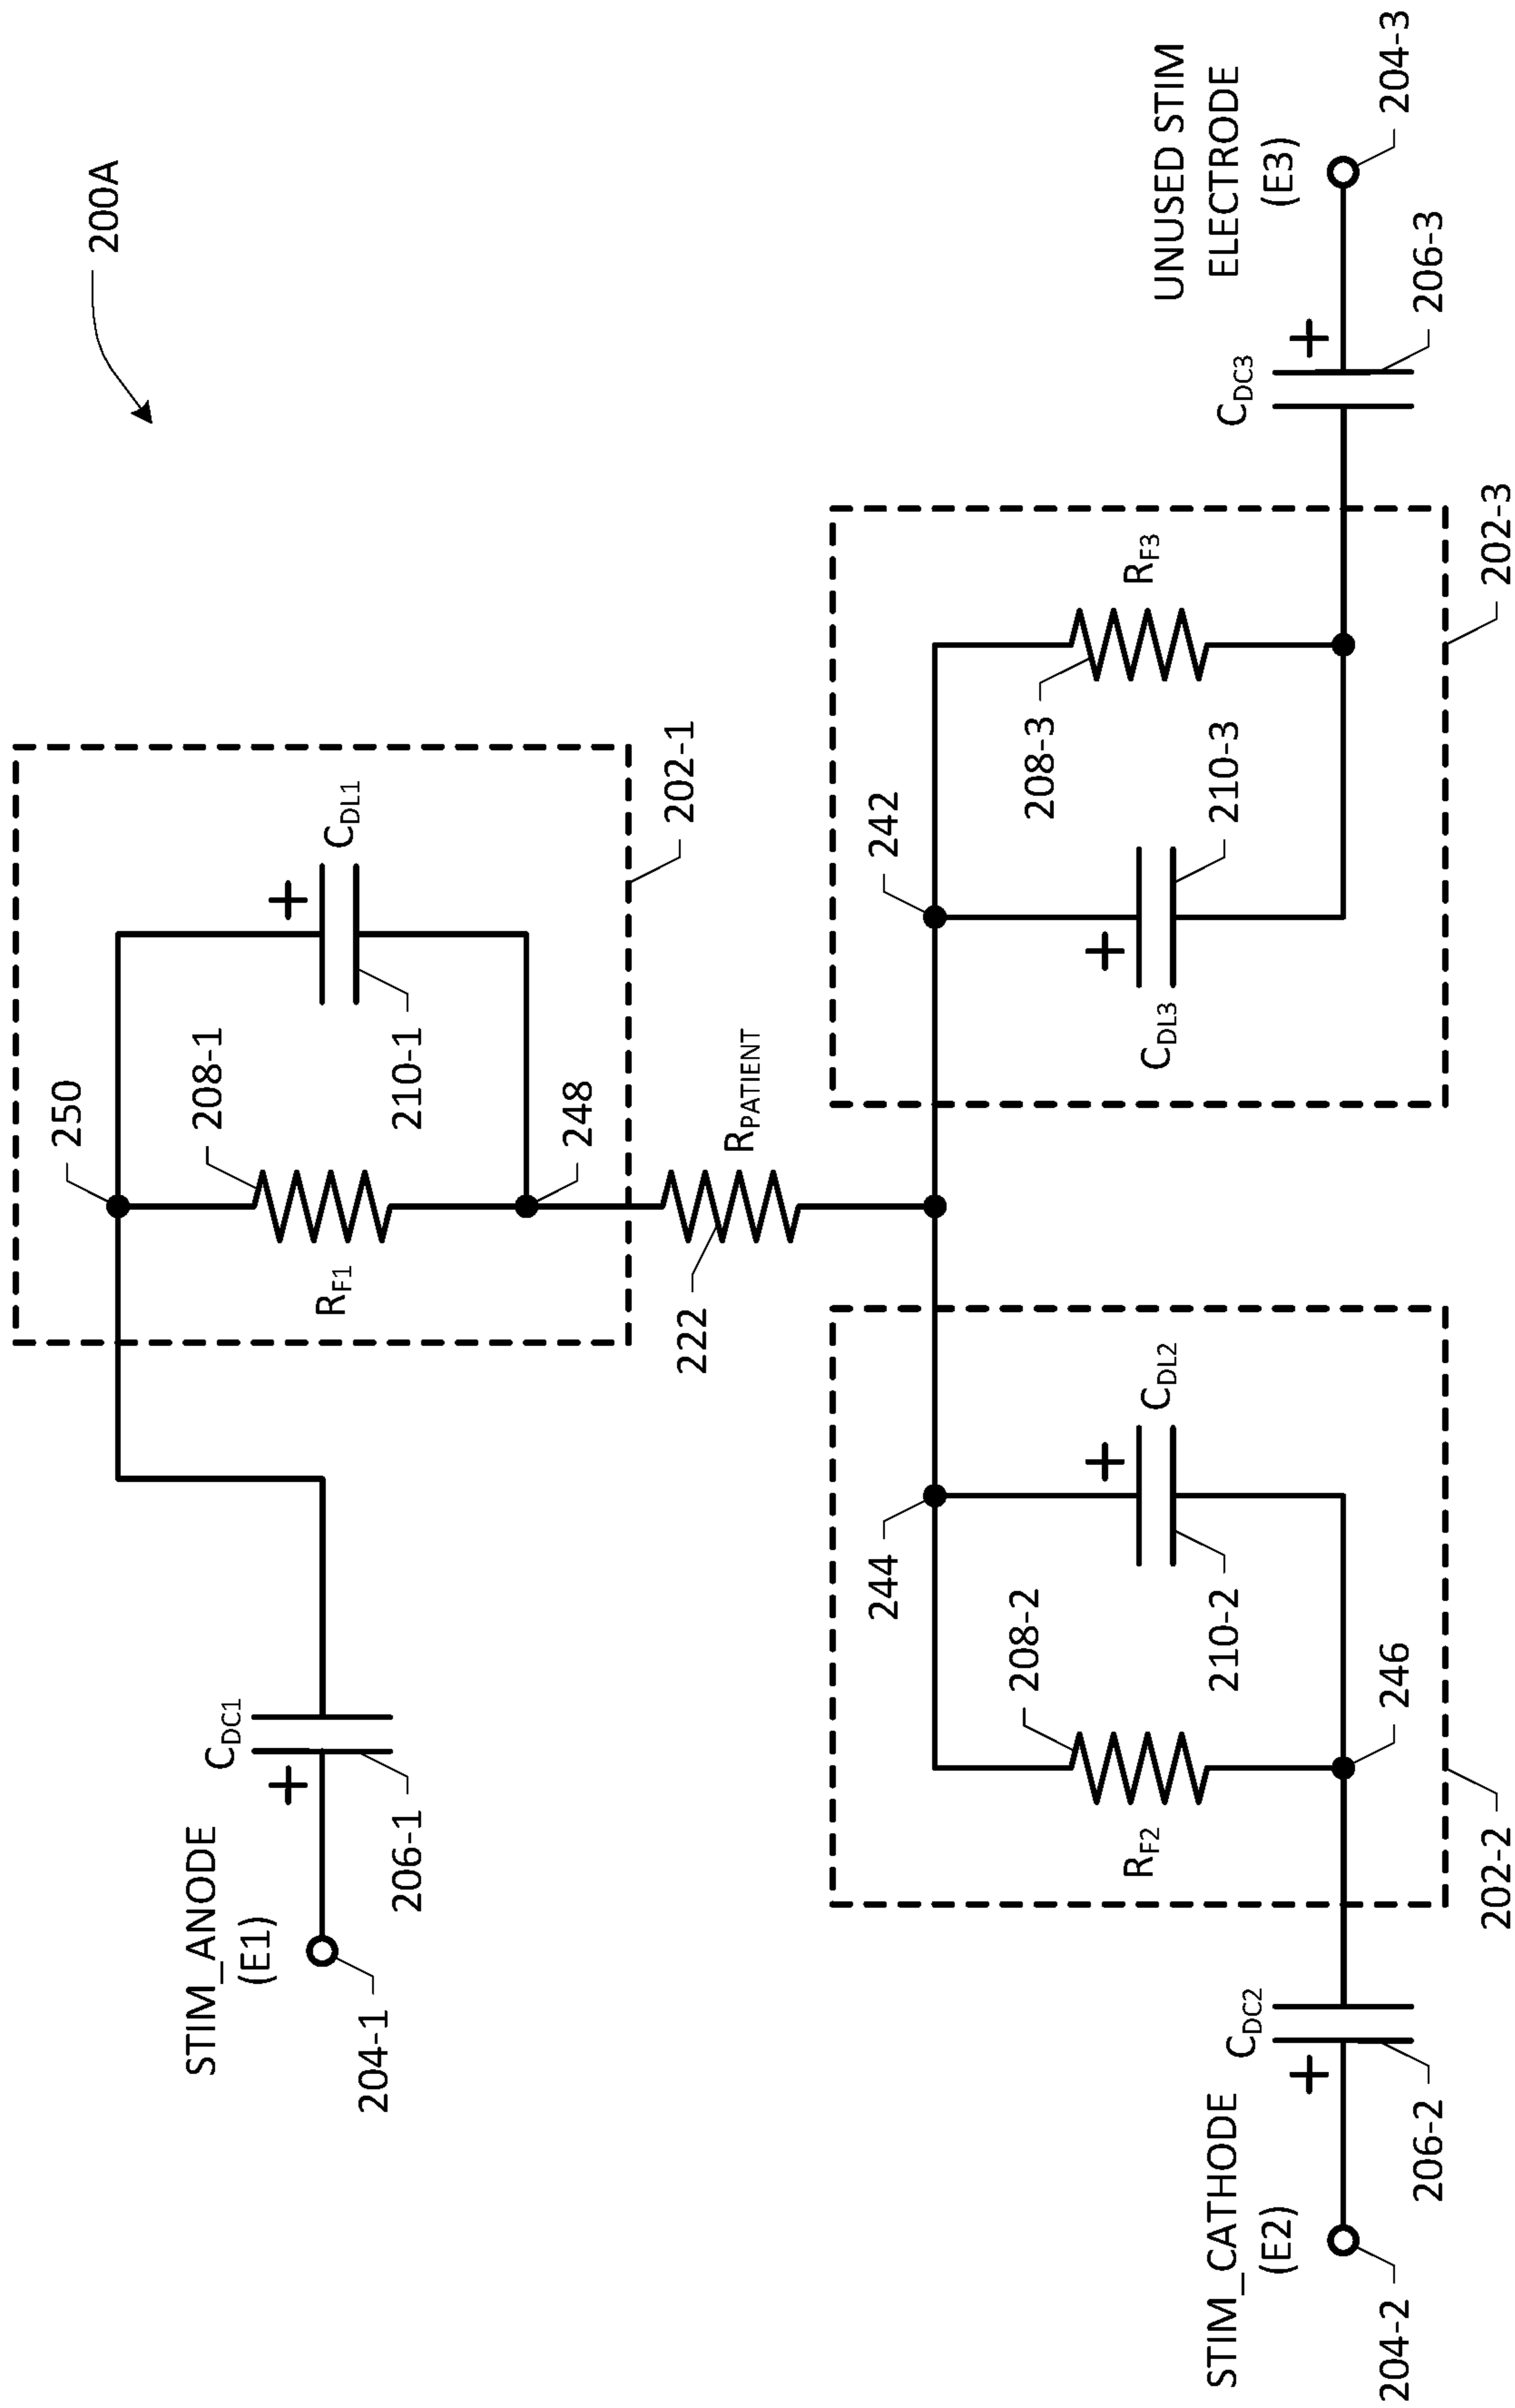 200A
250
208-1
R_F1
C_DL1
210-1
248
202-1
STIM_ANODE
(E1)
204-1
C_DC1
+
206-1
+
222
R_PATIENT
244
208-2
R_F2
+
C_DL2
210-2
246
202-2
STIM_CATHODE
(E2)
204-2
C_DC2
+
206-2
242
208-3
R_F3
+
C_DL3
210-3
202-3
C_DC3
+
206-3
UNUSED STIM
ELECTRODE
(E3)
204-3